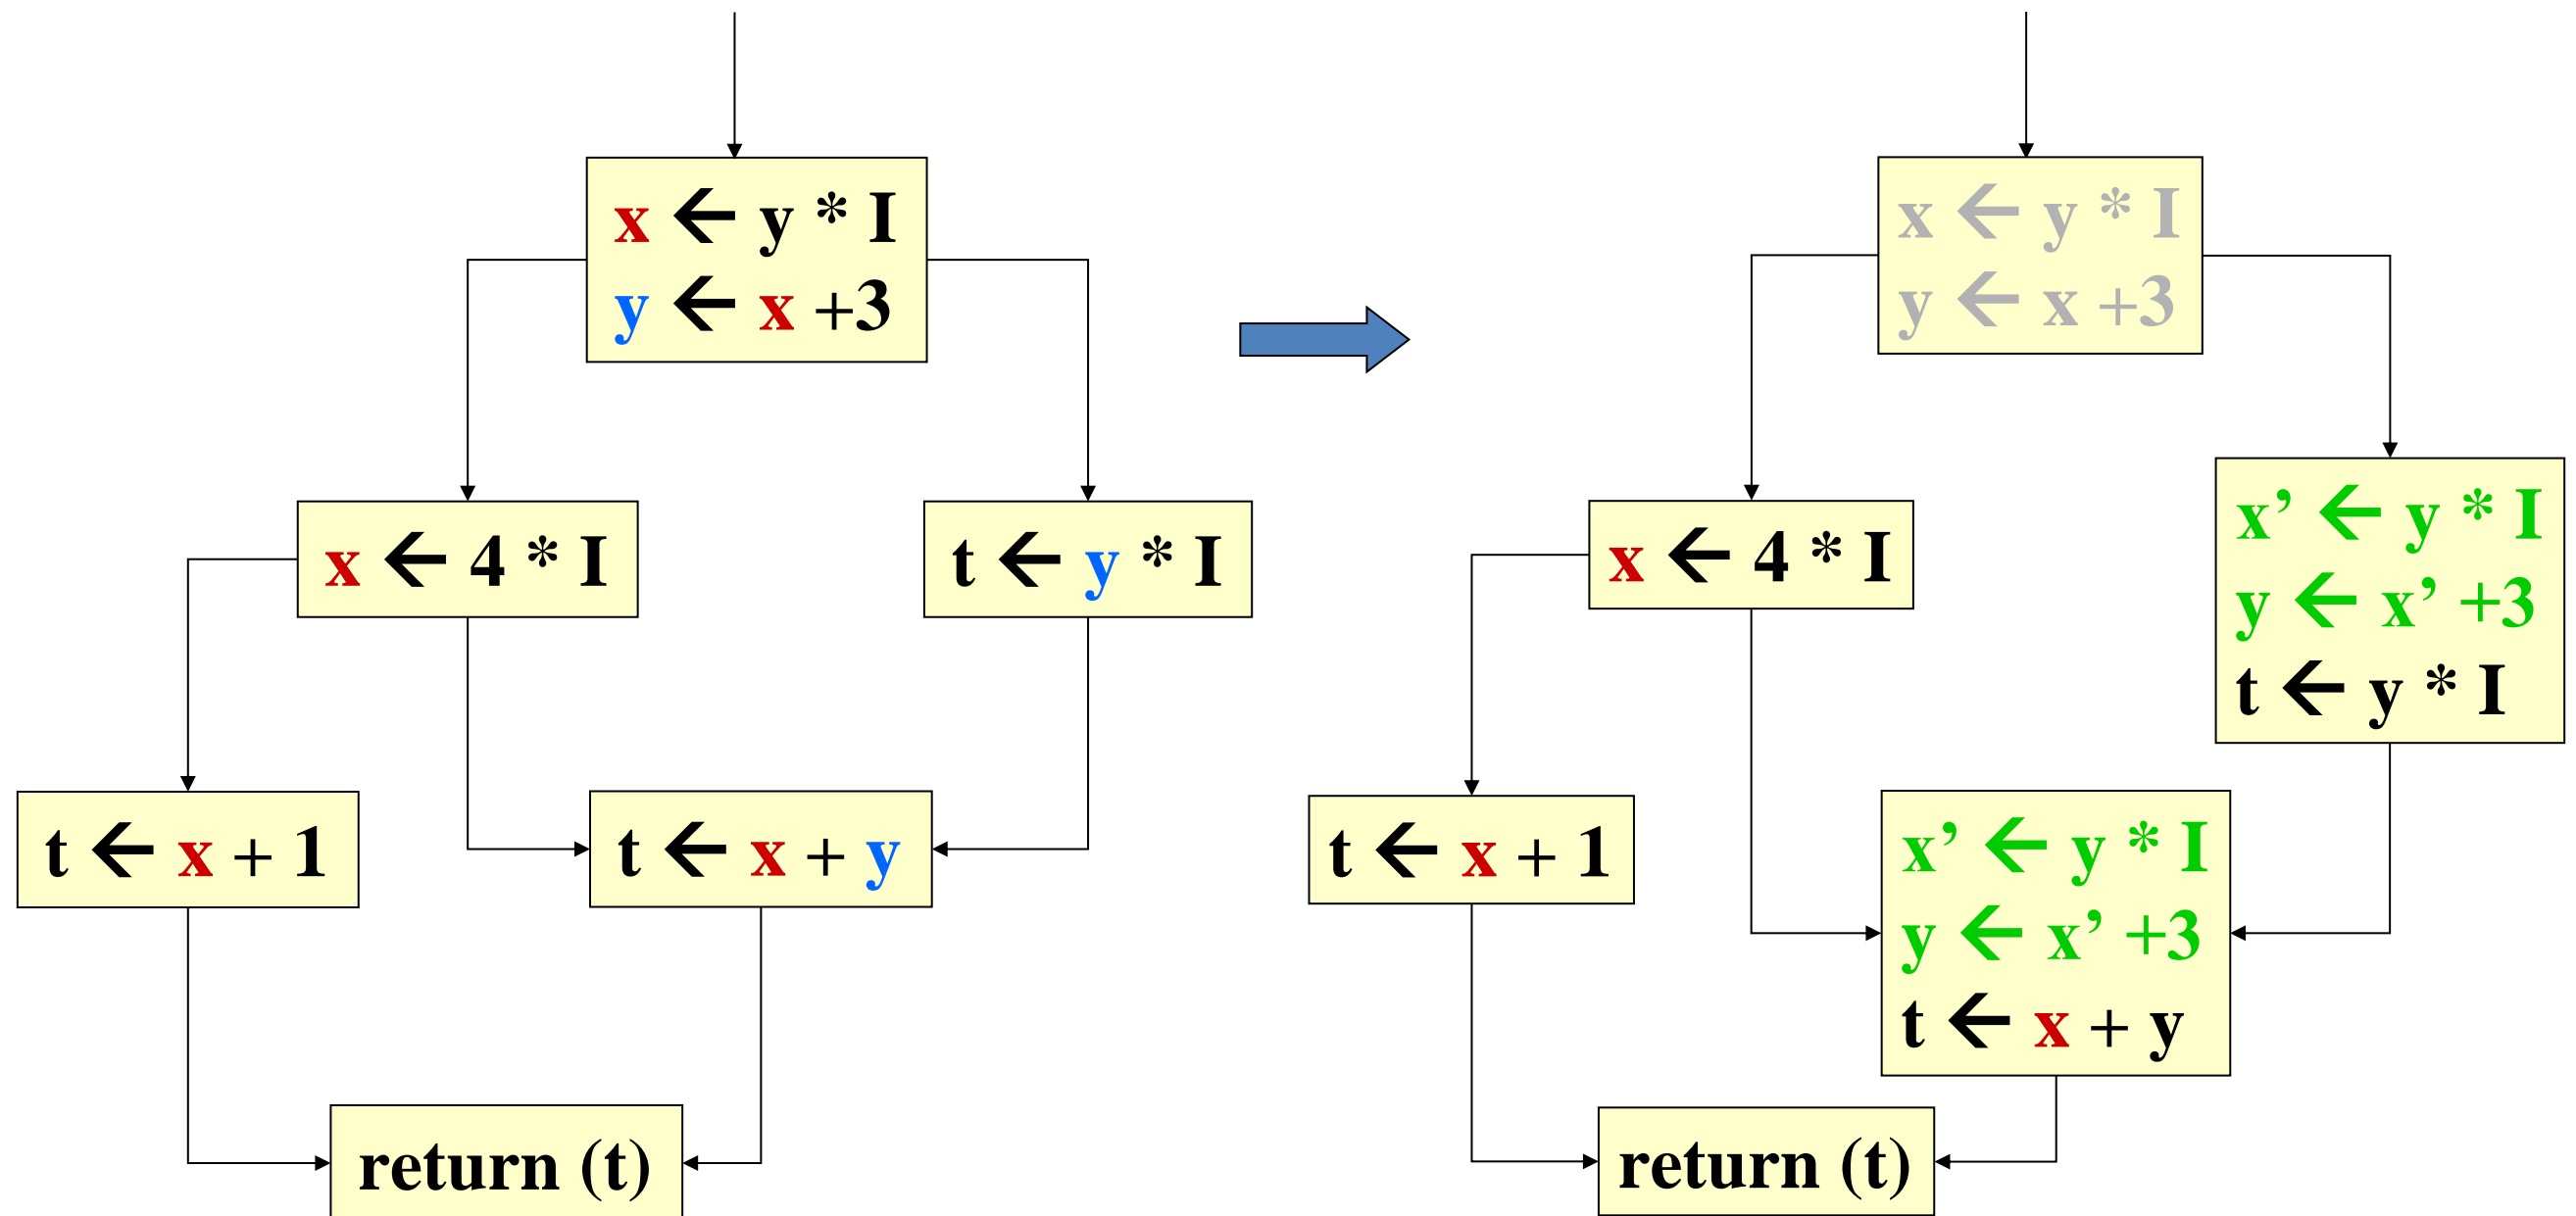 x ← y * I
y ← x +3
x ← 4 * I
t ← y * I
t ← x + 1
t ← x + y
return (t)
x ← y * I
y ← x +3
x ← 4 * I
x’ ← y * I
y ← x’ +3
t ← y * I
t ← x + 1
x’ ← y * I
y ← x’ +3
t ← x + y
return (t)